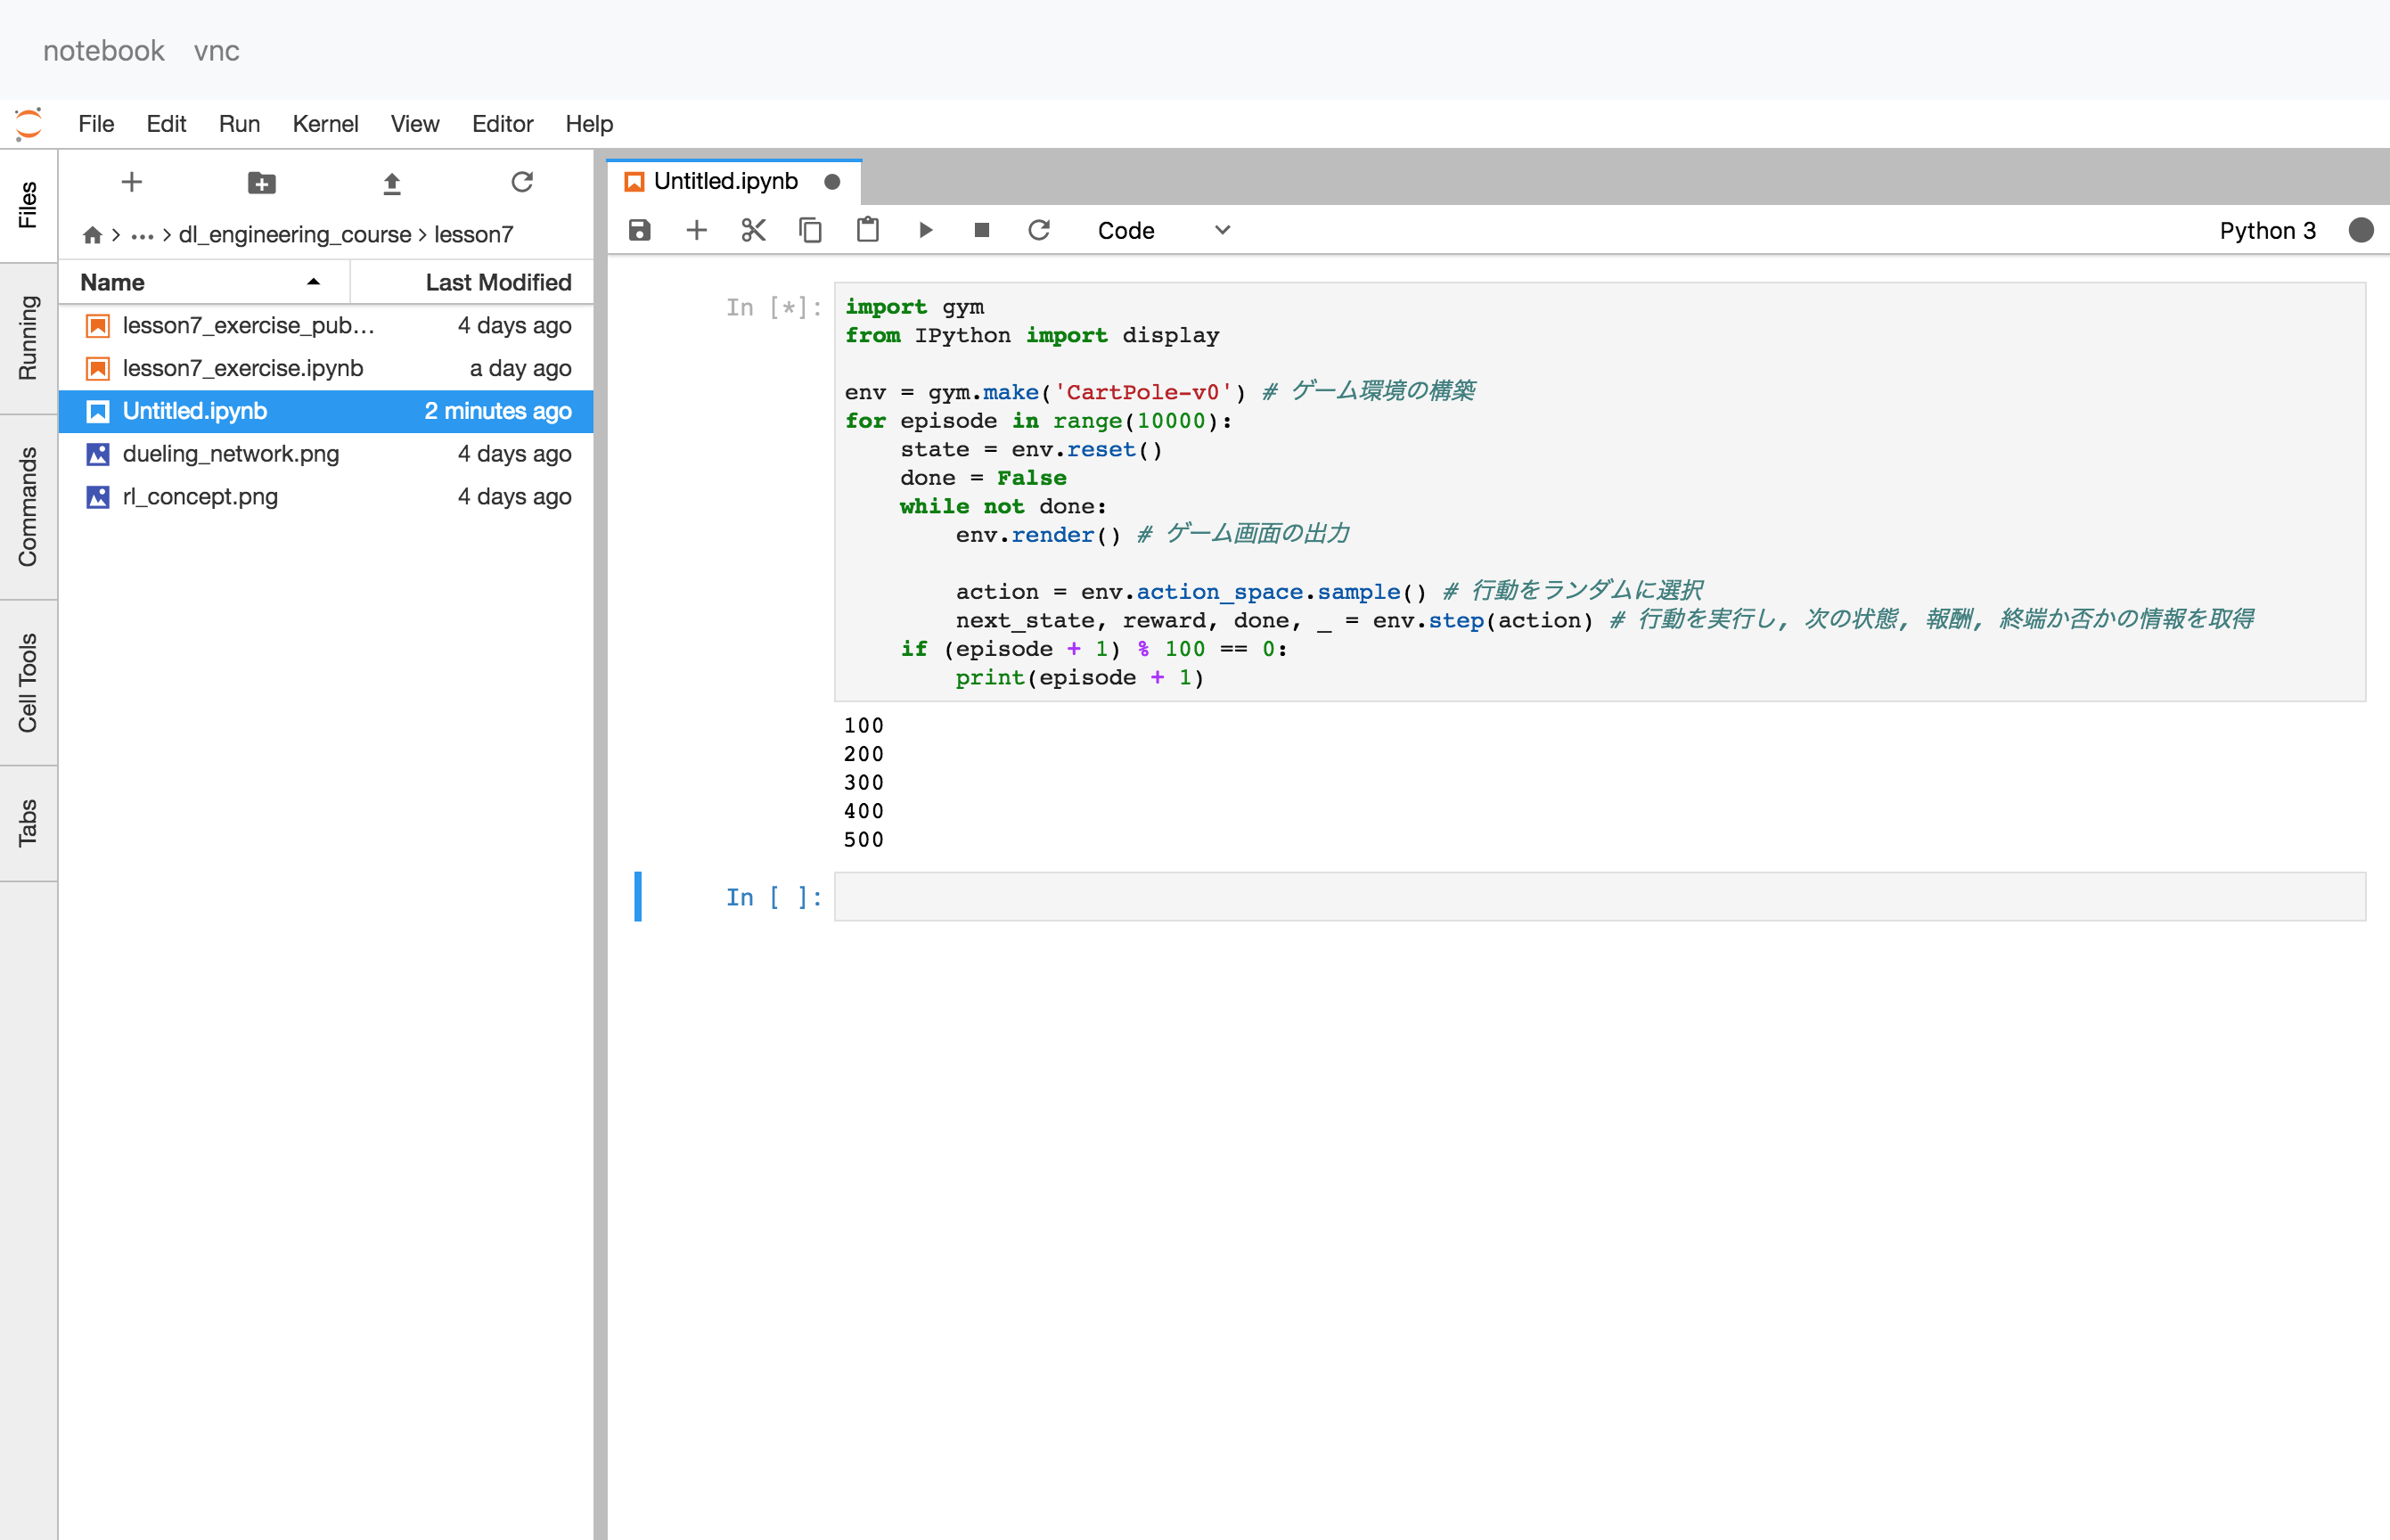 notebook vnc
File Edit Run Kernel View Editor Help
Files
Running
Commands
Cell Tools
Tabs
… dl_engineering_course lesson7
Name Last Modified
lesson7_exercise_pub… 4 days ago
lesson7_exercise.ipynb a day ago
Untitled.ipynb 2 minutes ago
dueling_network.png 4 days ago
rl_concept.png 4 days ago
Untitled.ipynb
Code Python 3
In [*]:
import gym
from IPython import display
env = gym.make('CartPole-v0') # ゲーム環境の構築
for episode in range(10000):
    state = env.reset()
    done = False
    while not done:
        env.render() # ゲーム画面の出力
        action = env.action_space.sample() # 行動をランダムに選択
        next_state, reward, done, _ = env.step(action) # 行動を実行し, 次の状態, 報酬, 終端か否かの情報を取得
    if (episode + 1) % 100 == 0:
        print(episode + 1)
100
200
300
400
500
In [ ]: